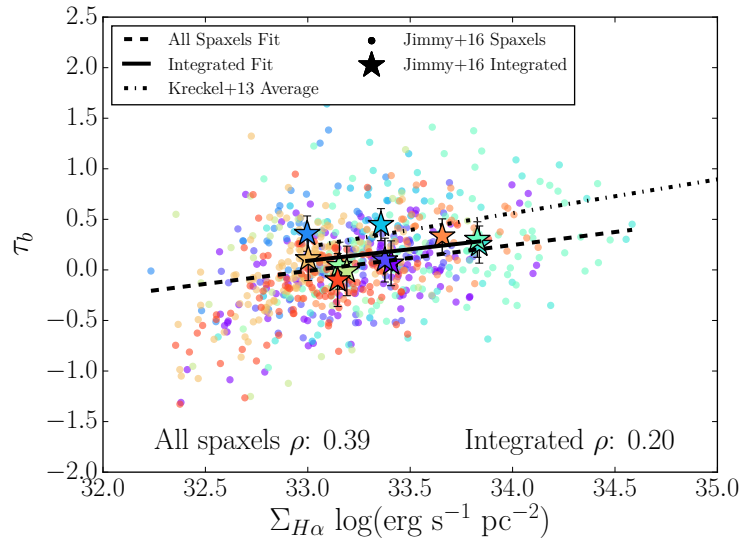 2.5
2.0
1.5
1.0
0.5
0.0
−0.5
−1.0
−1.5
−2.0
τ_b
All Spaxels Fit
Integrated Fit
Kreckel+13 Average
Jimmy+16 Spaxels
Jimmy+16 Integrated
All spaxels ρ: 0.39
Integrated ρ: 0.20
32.0 32.5 33.0 33.5 34.0 34.5 35.0
Σ_{Hα} log(erg s⁻¹ pc⁻²)